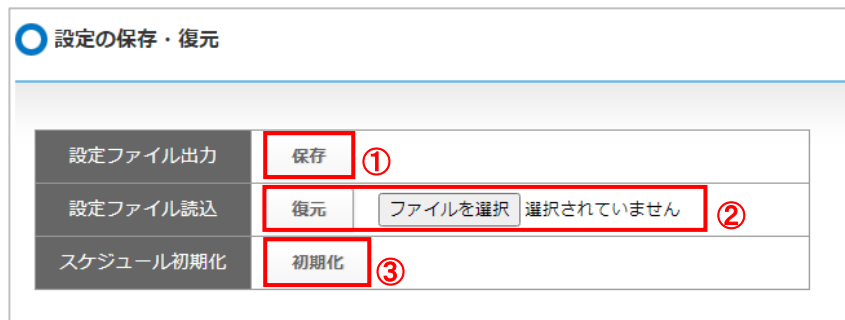 設定の保存・復元
設定ファイル出力 保存 ①
設定ファイル読込 復元 ファイルを選択 選択されていません ②
スケジュール初期化 初期化 ③